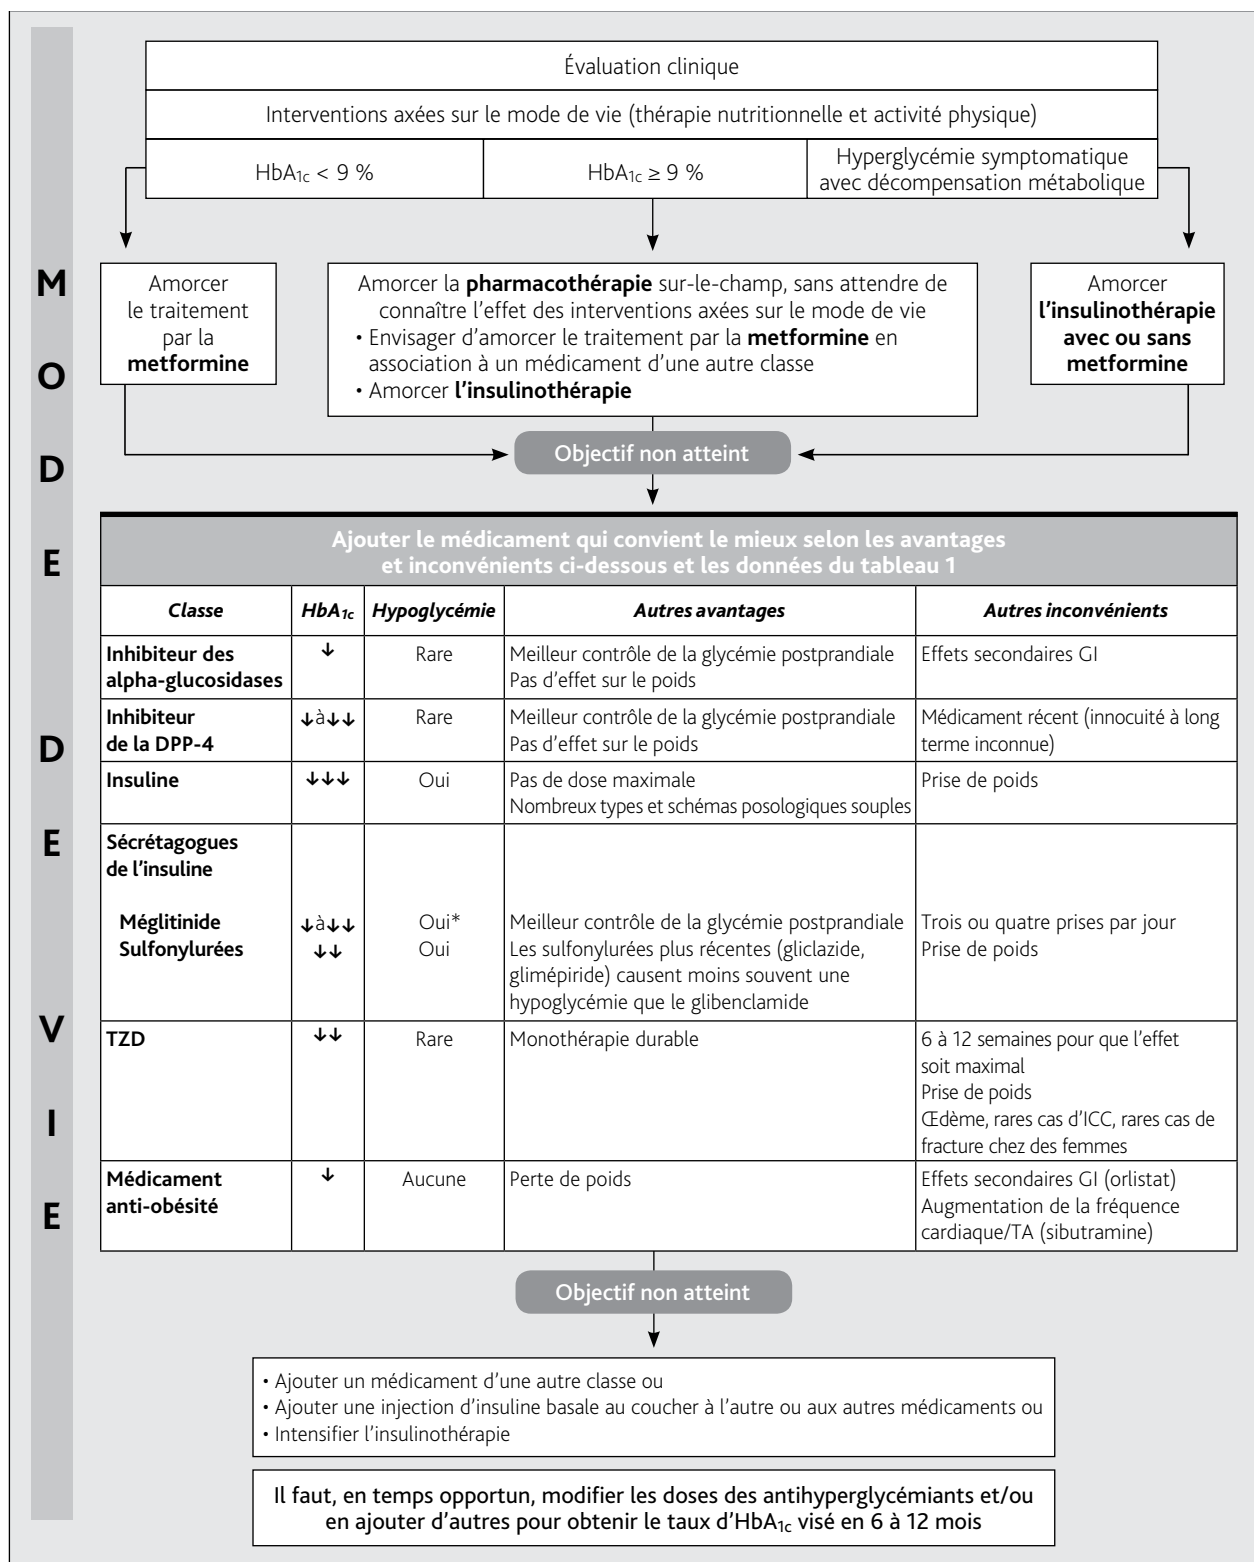 MODE DE VIE
Évaluation clinique
Interventions axées sur le mode de vie (thérapie nutritionnelle et activité physique)
HbA1c < 9 %
HbA1c ≥ 9 %
Hyperglycémie symptomatique
avec décompensation métabolique
Amorcer
le traitement
par la
metformine
Amorcer la pharmacothérapie sur-le-champ, sans attendre de
connaître l'effet des interventions axées sur le mode de vie
• Envisager d'amorcer le traitement par la metformine en
association à un médicament d'une autre classe
• Amorcer l'insulinothérapie
Amorcer
l'insulinothérapie
avec ou sans
metformine
Objectif non atteint
Ajouter le médicament qui convient le mieux selon les avantages
et inconvénients ci-dessous et les données du tableau 1
Classe HbA1c Hypoglycémie Autres avantages Autres inconvénients
Inhibiteur des ↓ Rare Meilleur contrôle de la glycémie postprandiale Effets secondaires GI
alpha-glucosidases Pas d'effet sur le poids
Inhibiteur ↓à↓↓ Rare Meilleur contrôle de la glycémie postprandiale Médicament récent (innocuité à long
de la DPP-4 Pas d'effet sur le poids terme inconnue)
Insuline ↓↓↓ Oui Pas de dose maximale Prise de poids
Nombreux types et schémas posologiques souples
Sécrétagogues
de l'insuline
Méglitinide ↓à↓↓ Oui* Meilleur contrôle de la glycémie postprandiale Trois ou quatre prises par jour
Sulfonylurées ↓↓ Oui Les sulfonylurées plus récentes (gliclazide, Prise de poids
glimépiride) causent moins souvent une
hypoglycémie que le glibenclamide
TZD ↓↓ Rare Monothérapie durable 6 à 12 semaines pour que l'effet
soit maximal
Prise de poids
Œdème, rares cas d'ICC, rares cas de
fracture chez des femmes
Médicament ↓ Aucune Perte de poids Effets secondaires GI (orlistat)
anti-obésité Augmentation de la fréquence
cardiaque/TA (sibutramine)
Objectif non atteint
• Ajouter un médicament d'une autre classe ou
• Ajouter une injection d'insuline basale au coucher à l'autre ou aux autres médicaments ou
• Intensifier l'insulinothérapie
Il faut, en temps opportun, modifier les doses des antihyperglycémiants et/ou
en ajouter d'autres pour obtenir le taux d'HbA1c visé en 6 à 12 mois